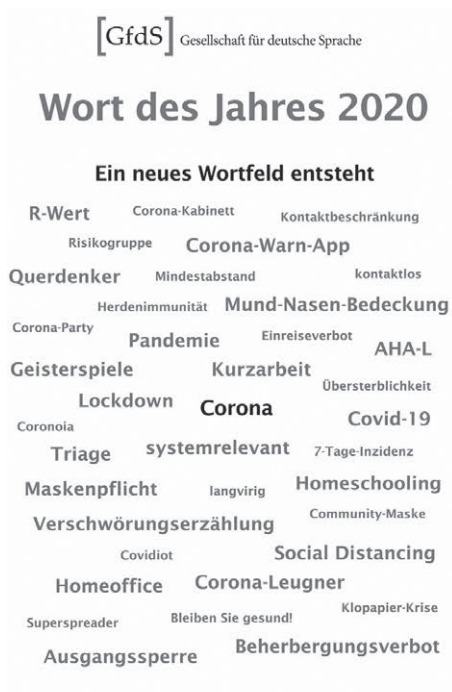 [GfdS] Gesellschaft für deutsche Sprache
Wort des Jahres 2020
Ein neues Wortfeld entsteht
R-Wert Corona-Kabinett Kontaktbeschränkung
Risikogruppe Corona-Warn-App
Querdenker Mindestabstand kontaktlos
Herdenimmunität Mund-Nasen-Bedeckung
Corona-Party Pandemie Einreiseverbot AHA-L
Geisterspiele Kurzarbeit Übersterblichkeit
Lockdown Corona Covid-19
Coronoia
Triage systemrelevant 7-Tage-Inzidenz
Maskenpflicht langvirig Homeschooling
Verschwörungserzählung Community-Maske
Covidiot Social Distancing
Homeoffice Corona-Leugner
Superspreader Bleiben Sie gesund! Klopapier-Krise
Ausgangssperre Beherbergungsverbot